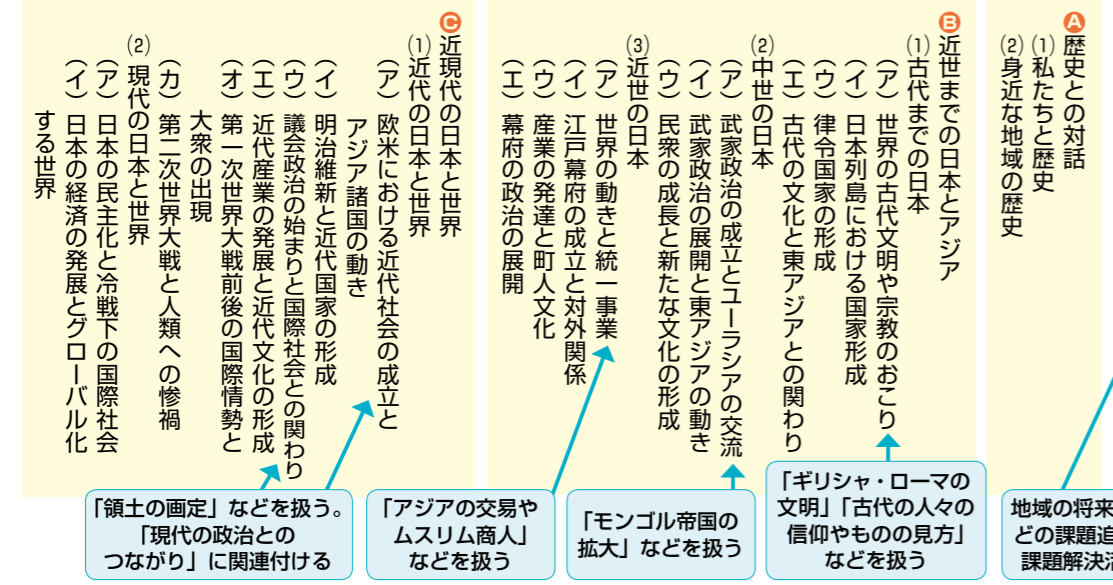 Ⓐ歴史との対話
⑴私たちと歴史
⑵身近な地域の歴史
Ⓑ近世までの日本とアジア
⑴古代までの日本
（ア）世界の古代文明や宗教のおこり
（イ）日本列島における国家形成
（ウ）律令国家の形成
（エ）古代の文化と東アジアとの関わり
⑵中世の日本
（ア）武家政治の成立とユーラシアの交流
（イ）武家政治の展開と東アジアの動き
（ウ）民衆の成長と新たな文化の形成
⑶近世の日本
（ア）世界の動きと統一事業
（イ）江戸幕府の成立と対外関係
（ウ）産業の発達と町人文化
（エ）幕府の政治の展開
Ⓒ近現代の日本と世界
⑴近代の日本と世界
（ア）欧米における近代社会の成立と
アジア諸国の動き
（イ）明治維新と近代国家の形成
（ウ）議会政治の始まりと国際社会との関わり
（エ）近代産業の発展と近代文化の形成
（オ）第一次世界大戦前後の国際情勢と
大衆の出現
（カ）第二次世界大戦と人類への惨禍
⑵現代の日本と世界
（ア）日本の民主化と冷戦下の国際社会
（イ）日本の経済の発展とグローバル化
する世界
地域の将来
どの課題追
課題解決活
「ギリシャ・ローマの
文明」「古代の人々の
信仰やものの見方」
などを扱う
「モンゴル帝国の
拡大」などを扱う
「アジアの交易や
ムスリム商人」
などを扱う
「領土の画定」などを扱う。
「現代の政治との
つながり」に関連付ける